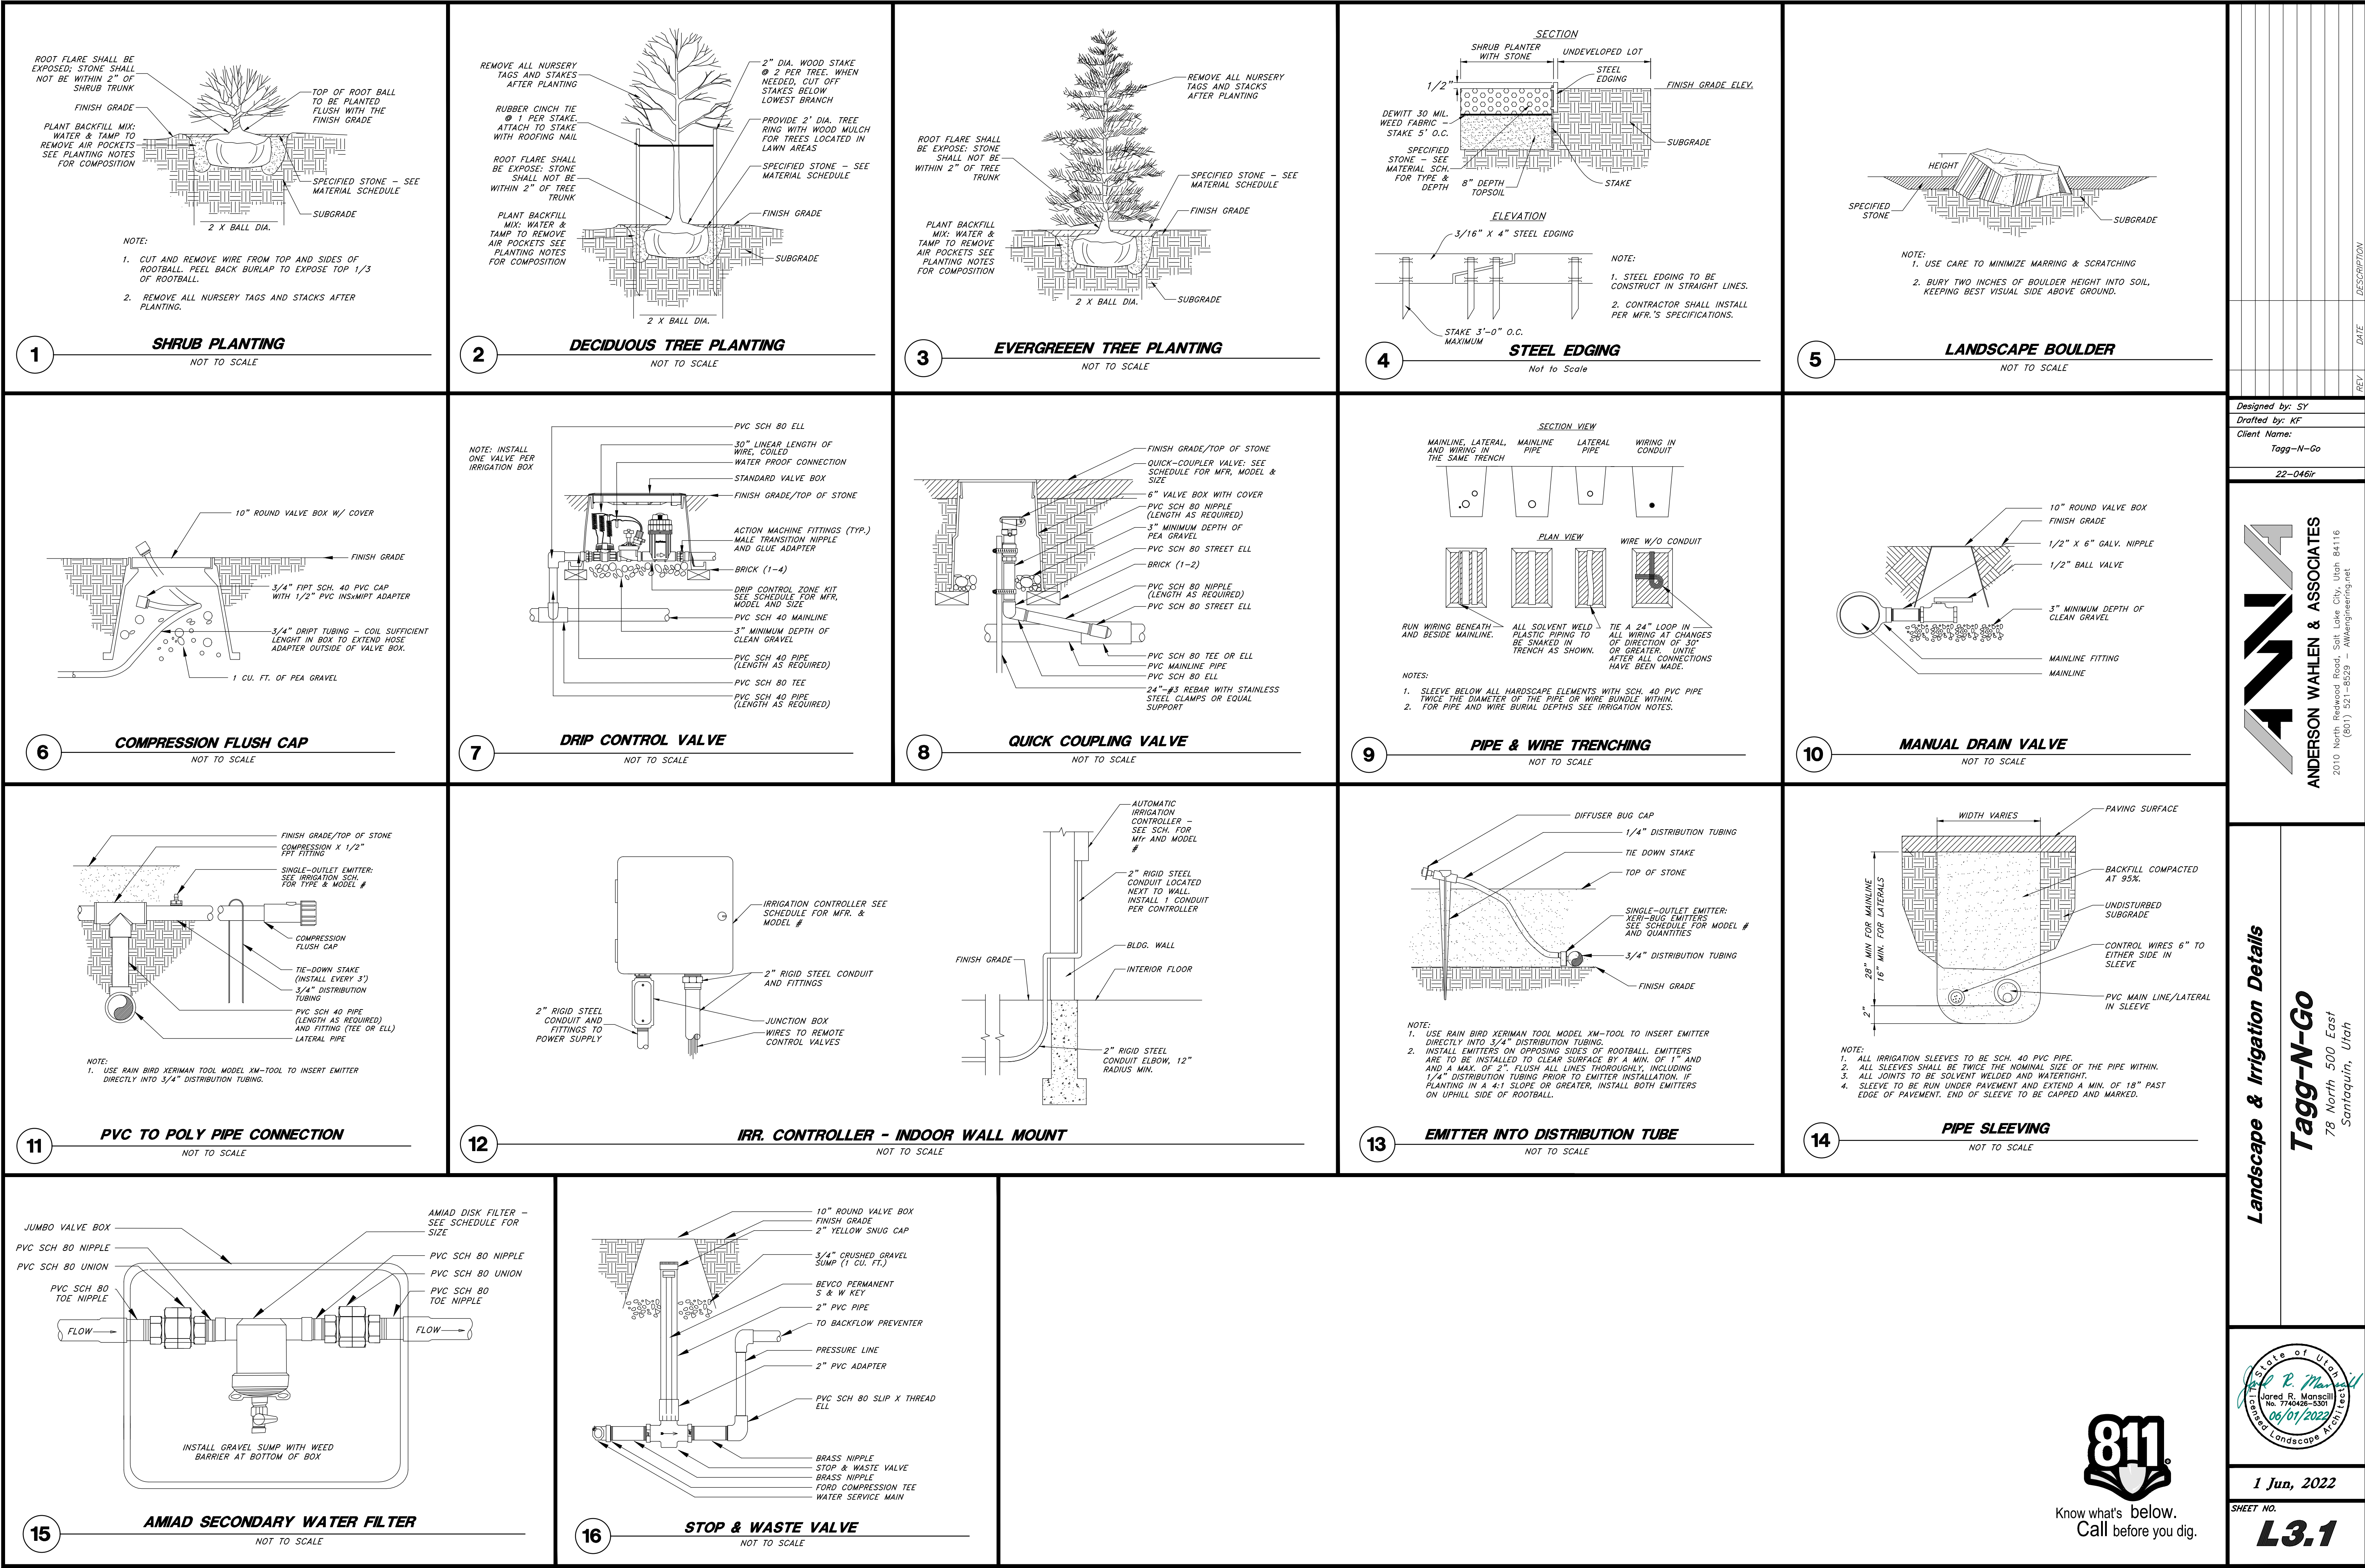 ROOT FLARE SHALL BE
EXPOSED; STONE SHALL
NOT BE WITHIN 2" OF
SHRUB TRUNK
FINISH GRADE
PLANT BACKFILL MIX:
WATER & TAMP TO
REMOVE AIR POCKETS
SEE PLANTING NOTES
FOR COMPOSITION
TOP OF ROOT BALL
TO BE PLANTED
FLUSH WITH THE
FINISH GRADE
SPECIFIED STONE – SEE
MATERIAL SCHEDULE
SUBGRADE
2 X BALL DIA.
NOTE:
1. CUT AND REMOVE WIRE FROM TOP AND SIDES OF
ROOTBALL. PEEL BACK BURLAP TO EXPOSE TOP 1/3
OF ROOTBALL.
2. REMOVE ALL NURSERY TAGS AND STACKS AFTER
PLANTING.
1
SHRUB PLANTING
NOT TO SCALE
REMOVE ALL NURSERY
TAGS AND STAKES
AFTER PLANTING
RUBBER CINCH TIE
@ 1 PER STAKE.
ATTACH TO STAKE
WITH ROOFING NAIL
ROOT FLARE SHALL
BE EXPOSE: STONE
SHALL NOT BE
WITHIN 2" OF TREE
TRUNK
PLANT BACKFILL
MIX: WATER &
TAMP TO REMOVE
AIR POCKETS SEE
PLANTING NOTES
FOR COMPOSITION
2" DIA. WOOD STAKE
@ 2 PER TREE. WHEN
NEEDED, CUT OFF
STAKES BELOW
LOWEST BRANCH
PROVIDE 2' DIA. TREE
RING WITH WOOD MULCH
FOR TREES LOCATED IN
LAWN AREAS
SPECIFIED STONE – SEE
MATERIAL SCHEDULE
FINISH GRADE
SUBGRADE
2 X BALL DIA.
2
DECIDUOUS TREE PLANTING
NOT TO SCALE
REMOVE ALL NURSERY
TAGS AND STACKS
AFTER PLANTING
ROOT FLARE SHALL
BE EXPOSE: STONE
SHALL NOT BE
WITHIN 2" OF TREE
TRUNK
SPECIFIED STONE – SEE
MATERIAL SCHEDULE
FINISH GRADE
PLANT BACKFILL
MIX: WATER &
TAMP TO REMOVE
AIR POCKETS SEE
PLANTING NOTES
FOR COMPOSITION
SUBGRADE
2 X BALL DIA.
3
EVERGREEEN TREE PLANTING
NOT TO SCALE
SECTION
SHRUB PLANTER
WITH STONE
UNDEVELOPED LOT
STEEL
EDGING
1/2"
FINISH GRADE ELEV.
DEWITT 30 MIL.
WEED FABRIC –
STAKE 5' O.C.
SUBGRADE
SPECIFIED
STONE – SEE
MATERIAL SCH.
FOR TYPE &
DEPTH
8" DEPTH
TOPSOIL
STAKE
ELEVATION
3/16" X 4" STEEL EDGING
NOTE:
1. STEEL EDGING TO BE
CONSTRUCT IN STRAIGHT LINES.
2. CONTRACTOR SHALL INSTALL
PER MFR.'S SPECIFICATIONS.
STAKE 3'–0" O.C.
MAXIMUM
4
STEEL EDGING
Not to Scale
HEIGHT
SPECIFIED
STONE
SUBGRADE
NOTE:
1. USE CARE TO MINIMIZE MARRING & SCRATCHING
2. BURY TWO INCHES OF BOULDER HEIGHT INTO SOIL,
KEEPING BEST VISUAL SIDE ABOVE GROUND.
5
LANDSCAPE BOULDER
NOT TO SCALE
10" ROUND VALVE BOX W/ COVER
FINISH GRADE
3/4" FIPT SCH. 40 PVC CAP
WITH 1/2" PVC INSxMIPT ADAPTER
3/4" DRIPT TUBING – COIL SUFFICIENT
LENGHT IN BOX TO EXTEND HOSE
ADAPTER OUTSIDE OF VALVE BOX.
1 CU. FT. OF PEA GRAVEL
6
COMPRESSION FLUSH CAP
NOT TO SCALE
NOTE: INSTALL
ONE VALVE PER
IRRIGATION BOX
PVC SCH 80 ELL
30" LINEAR LENGTH OF
WIRE, COILED
WATER PROOF CONNECTION
STANDARD VALVE BOX
FINISH GRADE/TOP OF STONE
ACTION MACHINE FITTINGS (TYP.)
MALE TRANSITION NIPPLE
AND GLUE ADAPTER
BRICK (1–4)
DRIP CONTROL ZONE KIT
SEE SCHEDULE FOR MFR,
MODEL AND SIZE
PVC SCH 40 MAINLINE
3" MINIMUM DEPTH OF
CLEAN GRAVEL
PVC SCH 40 PIPE
(LENGTH AS REQUIRED)
PVC SCH 80 TEE
PVC SCH 40 PIPE
(LENGTH AS REQUIRED)
7
DRIP CONTROL VALVE
NOT TO SCALE
FINISH GRADE/TOP OF STONE
QUICK–COUPLER VALVE: SEE
SCHEDULE FOR MFR, MODEL &
SIZE
6" VALVE BOX WITH COVER
PVC SCH 80 NIPPLE
(LENGTH AS REQUIRED)
3" MINIMUM DEPTH OF
PEA GRAVEL
PVC SCH 80 STREET ELL
BRICK (1–2)
PVC SCH 80 NIPPLE
(LENGTH AS REQUIRED)
PVC SCH 80 STREET ELL
PVC SCH 80 TEE OR ELL
PVC MAINLINE PIPE
PVC SCH 80 ELL
24"–#3 REBAR WITH STAINLESS
STEEL CLAMPS OR EQUAL
SUPPORT
8
QUICK COUPLING VALVE
NOT TO SCALE
SECTION VIEW
MAINLINE, LATERAL,
AND WIRING IN
THE SAME TRENCH
MAINLINE
PIPE
LATERAL
PIPE
WIRING IN
CONDUIT
PLAN VIEW
WIRE W/O CONDUIT
RUN WIRING BENEATH
AND BESIDE MAINLINE.
ALL SOLVENT WELD
PLASTIC PIPING TO
BE SNAKED IN
TRENCH AS SHOWN.
TIE A 24" LOOP IN
ALL WIRING AT CHANGES
OF DIRECTION OF 30°
OR GREATER. UNTIE
AFTER ALL CONNECTIONS
HAVE BEEN MADE.
NOTES:
1. SLEEVE BELOW ALL HARDSCAPE ELEMENTS WITH SCH. 40 PVC PIPE
TWICE THE DIAMETER OF THE PIPE OR WIRE BUNDLE WITHIN.
2. FOR PIPE AND WIRE BURIAL DEPTHS SEE IRRIGATION NOTES.
9
PIPE & WIRE TRENCHING
NOT TO SCALE
10" ROUND VALVE BOX
FINISH GRADE
1/2" X 6" GALV. NIPPLE
1/2" BALL VALVE
3" MINIMUM DEPTH OF
CLEAN GRAVEL
MAINLINE FITTING
MAINLINE
10
MANUAL DRAIN VALVE
NOT TO SCALE
FINISH GRADE/TOP OF STONE
COMPRESSION X 1/2"
FPT FITTING
SINGLE–OUTLET EMITTER:
SEE IRRIGATION SCH.
FOR TYPE & MODEL #
COMPRESSION
FLUSH CAP
TIE–DOWN STAKE
(INSTALL EVERY 3')
3/4" DISTRIBUTION
TUBING
PVC SCH 40 PIPE
(LENGTH AS REQUIRED)
AND FITTING (TEE OR ELL)
LATERAL PIPE
NOTE:
1. USE RAIN BIRD XERIMAN TOOL MODEL XM–TOOL TO INSERT EMITTER
DIRECTLY INTO 3/4" DISTRIBUTION TUBING.
11
PVC TO POLY PIPE CONNECTION
NOT TO SCALE
IRRIGATION CONTROLLER SEE
SCHEDULE FOR MFR. &
MODEL #
2" RIGID STEEL CONDUIT
AND FITTINGS
2" RIGID STEEL
CONDUIT AND
FITTINGS TO
POWER SUPPLY
JUNCTION BOX
WIRES TO REMOTE
CONTROL VALVES
AUTOMATIC
IRRIGATION
CONTROLLER –
SEE SCH. FOR
Mfr AND MODEL
#
2" RIGID STEEL
CONDUIT LOCATED
NEXT TO WALL.
INSTALL 1 CONDUIT
PER CONTROLLER
BLDG. WALL
FINISH GRADE
INTERIOR FLOOR
2" RIGID STEEL
CONDUIT ELBOW, 12"
RADIUS MIN.
12
IRR. CONTROLLER – INDOOR WALL MOUNT
NOT TO SCALE
DIFFUSER BUG CAP
1/4" DISTRIBUTION TUBING
TIE DOWN STAKE
TOP OF STONE
SINGLE–OUTLET EMITTER:
XERI–BUG EMITTERS
SEE SCHEDULE FOR MODEL #
AND QUANTITIES
3/4" DISTRIBUTION TUBING
FINISH GRADE
NOTE:
1. USE RAIN BIRD XERIMAN TOOL MODEL XM–TOOL TO INSERT EMITTER
DIRECTLY INTO 3/4" DISTRIBUTION TUBING.
2. INSTALL EMITTERS ON OPPOSING SIDES OF ROOTBALL. EMITTERS
ARE TO BE INSTALLED TO CLEAR SURFACE BY A MIN. OF 1" AND
AND A MAX. OF 2". FLUSH ALL LINES THOROUGHLY, INCLUDING
1/4" DISTRIBUTION TUBING PRIOR TO EMITTER INSTALLATION. IF
PLANTING IN A 4:1 SLOPE OR GREATER, INSTALL BOTH EMITTERS
ON UPHILL SIDE OF ROOTBALL.
13
EMITTER INTO DISTRIBUTION TUBE
NOT TO SCALE
WIDTH VARIES
PAVING SURFACE
BACKFILL COMPACTED
AT 95%.
UNDISTURBED
SUBGRADE
28" MIN FOR MAINLINE
16" MIN. FOR LATERALS
2"
CONTROL WIRES 6" TO
EITHER SIDE IN
SLEEVE
PVC MAIN LINE/LATERAL
IN SLEEVE
NOTE:
1. ALL IRRIGATION SLEEVES TO BE SCH. 40 PVC PIPE.
2. ALL SLEEVES SHALL BE TWICE THE NOMINAL SIZE OF THE PIPE WITHIN.
3. ALL JOINTS TO BE SOLVENT WELDED AND WATERTIGHT.
4. SLEEVE TO BE RUN UNDER PAVEMENT AND EXTEND A MIN. OF 18" PAST
EDGE OF PAVEMENT. END OF SLEEVE TO BE CAPPED AND MARKED.
14
PIPE SLEEVING
NOT TO SCALE
JUMBO VALVE BOX
PVC SCH 80 NIPPLE
PVC SCH 80 UNION
PVC SCH 80
TOE NIPPLE
AMIAD DISK FILTER –
SEE SCHEDULE FOR
SIZE
PVC SCH 80 NIPPLE
PVC SCH 80 UNION
PVC SCH 80
TOE NIPPLE
FLOW
FLOW
INSTALL GRAVEL SUMP WITH WEED
BARRIER AT BOTTOM OF BOX
15
AMIAD SECONDARY WATER FILTER
NOT TO SCALE
10" ROUND VALVE BOX
FINISH GRADE
2" YELLOW SNUG CAP
3/4" CRUSHED GRAVEL
SUMP (1 CU. FT.)
BEVCO PERMANENT
S & W KEY
2" PVC PIPE
TO BACKFLOW PREVENTER
PRESSURE LINE
2" PVC ADAPTER
PVC SCH 80 SLIP X THREAD
ELL
BRASS NIPPLE
STOP & WASTE VALVE
BRASS NIPPLE
FORD COMPRESSION TEE
WATER SERVICE MAIN
16
STOP & WASTE VALVE
NOT TO SCALE
811
Know what's below.
Call before you dig.
REV
DATE
DESCRIPTION
Designed by: SY
Drafted by: KF
Client Name:
Tagg–N–Go
22–046ir
ANDERSON WAHLEN & ASSOCIATES
2010 North Redwood Road, Salt Lake City, Utah 84116
(801) 521–8529 – AWAengineering.net
Landscape & Irrigation Details
Tagg-N-Go
78 North 500 East
Santaquin, Utah
State of Utah
Jared R. Manscill
Jared R. Manscill
No. 7740426–5301
06/01/2022
Licensed Landscape Architect
1 Jun, 2022
SHEET NO.
L3.1